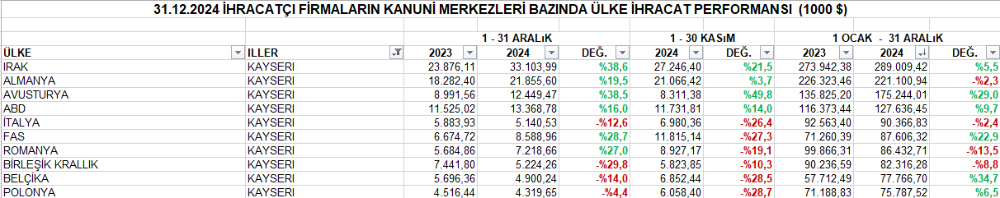 31.12.2024 İHRACATÇI FİRMALARIN KANUNİ MERKEZLERİ BAZINDA ÜLKE İHRACAT PERFORMANSI (1000 $)
1 - 31 ARALıK 1 - 30 KASıM 1 OCAK - 31 ARALıK
ÜLKE ILLER 2023 2024 DEĞ. 2024 DEĞ. 2023 2024 DEĞ.
IRAK KAYSERI 23.876,11 33.103,99 %38,6 27.246,40 %21,5 273.942,38 289.009,42 %5,5
ALMANYA KAYSERI 18.282,40 21.855,60 %19,5 21.066,42 %3,7 226.323,46 221.100,94 -%2,3
AVUSTURYA KAYSERI 8.991,56 12.449,47 %38,5 8.311,38 %49,8 135.825,20 175.244,01 %29,0
ABD KAYSERI 11.525,02 13.368,78 %16,0 11.731,81 %14,0 116.373,44 127.636,45 %9,7
İTALYA KAYSERI 5.883,93 5.140,53 -%12,6 6.980,36 -%26,4 92.563,40 90.366,83 -%2,4
FAS KAYSERI 6.674,72 8.588,96 %28,7 11.815,14 -%27,3 71.260,39 87.606,32 %22,9
ROMANYA KAYSERI 5.684,86 7.218,66 %27,0 8.927,17 -%19,1 99.866,31 86.432,71 -%13,5
BİRLEŞİK KRALLIK KAYSERI 7.441,80 5.224,26 -%29,8 5.823,85 -%10,3 90.236,59 82.316,28 -%8,8
BELÇİKA KAYSERI 5.696,36 4.900,24 -%14,0 6.852,44 -%28,5 57.712,49 77.766,70 %34,7
POLONYA KAYSERI 4.516,44 4.319,65 -%4,4 6.058,40 -%28,7 71.188,83 75.787,52 %6,5